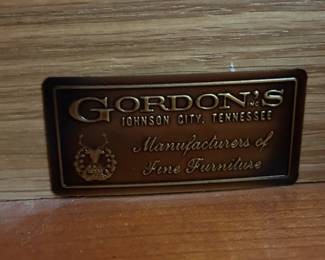 GORDON'S INC
JOHNSON CITY, TENNESSEE
Manufacturers of
Fine Furniture